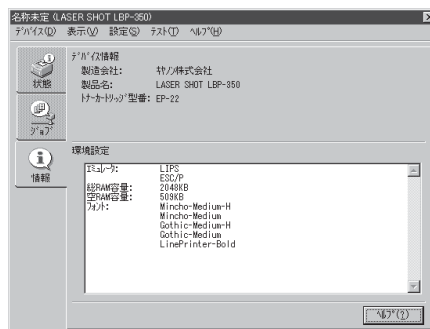 名称未定 (LASER SHOT LBP-350)
ﾃﾞﾊﾞｲｽ(D) 表示(V) 設定(S) ﾃｽﾄ(T) ﾍﾙﾌﾟ(H)
状態
ｼﾞｮﾌﾞ
情報
ﾃﾞﾊﾞｲｽ情報
製造会社: ｷﾔﾉﾝ株式会社
製品名: LASER SHOT LBP-350
ﾄﾅｰｶｰﾄﾘｯｼﾞ型番: EP-22
環境設定
ｴﾐｭﾚｰﾀ: LIPS
ESC/P
総RAM容量: 2048KB
空RAM容量: 509KB
ﾌｫﾝﾄ: Mincho-Medium-H
Mincho-Medium
Gothic-Medium-H
Gothic-Medium
LinePrinter-Bold
ﾍﾙﾌﾟ(?)